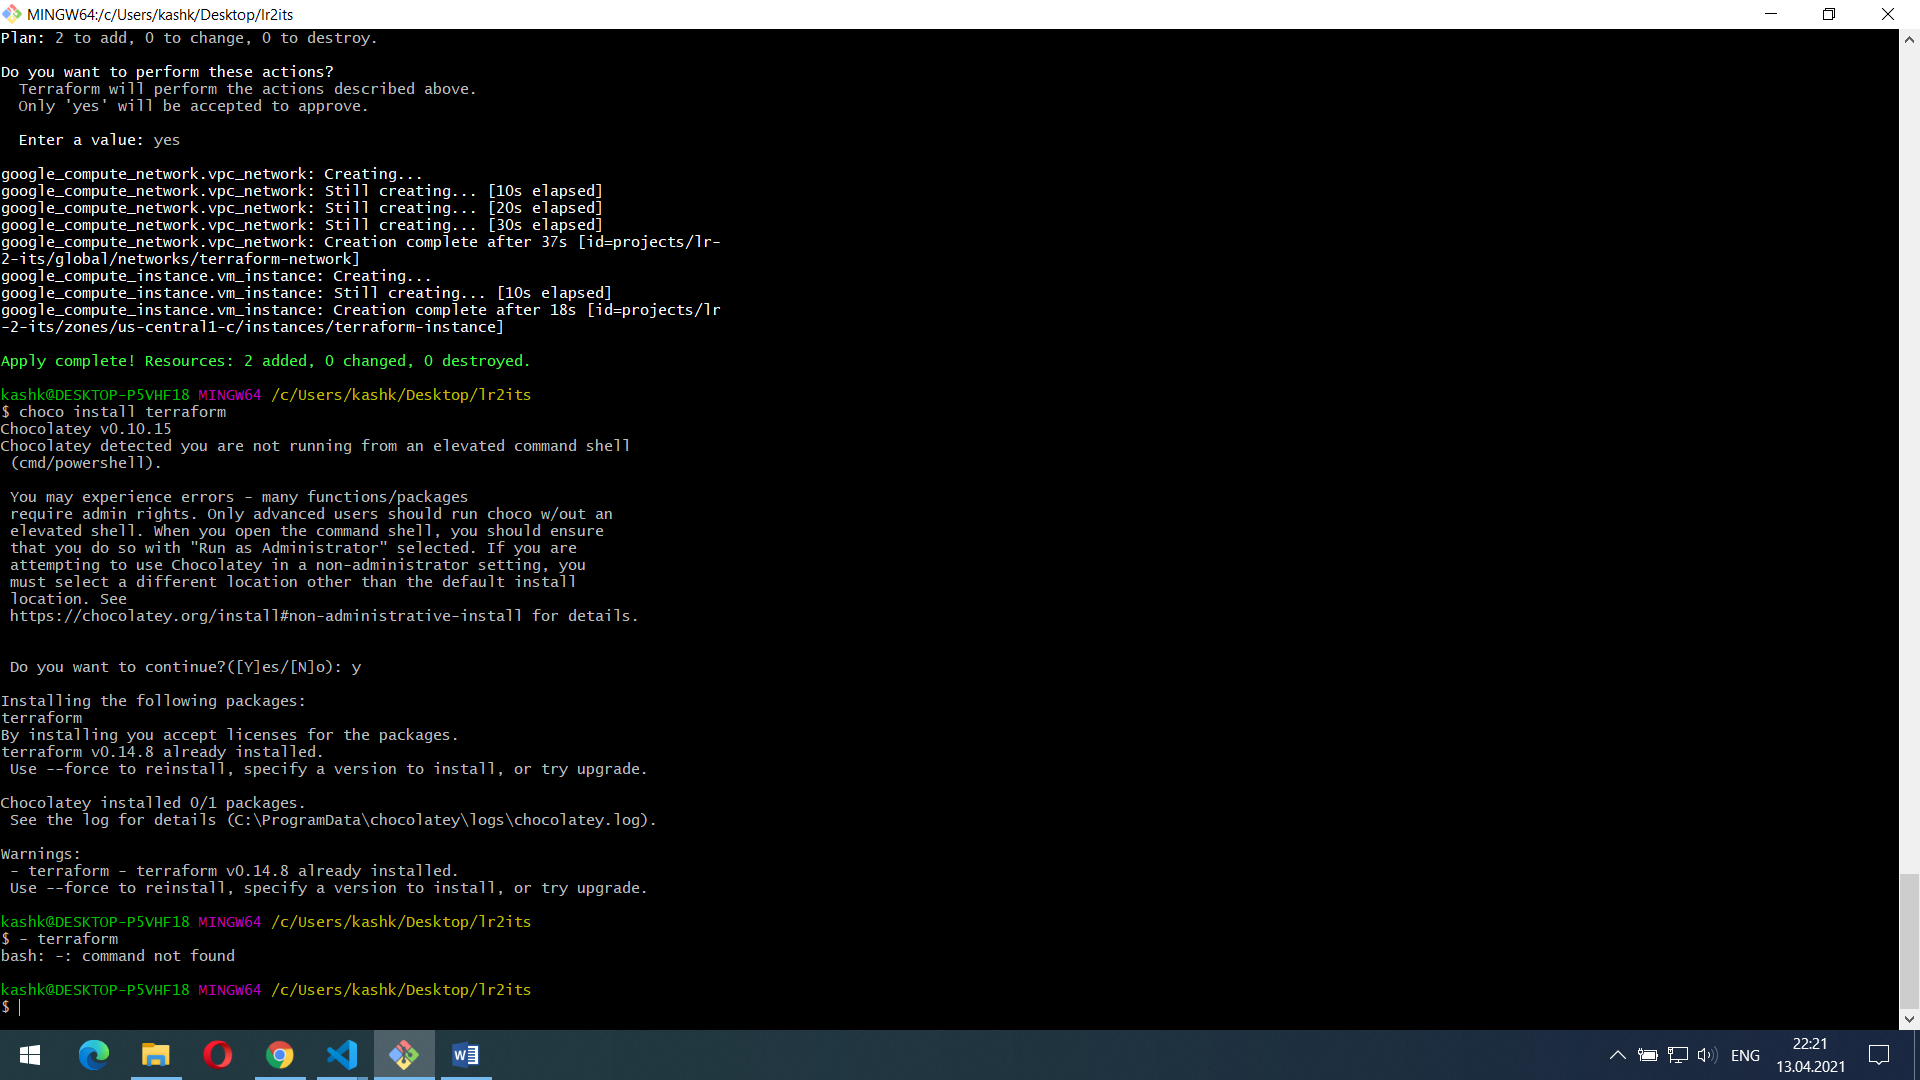 MINGW64:/c/Users/kashk/Desktop/lr2its
Plan: 2 to add, 0 to change, 0 to destroy.
Do you want to perform these actions?
  Terraform will perform the actions described above.
  Only 'yes' will be accepted to approve.
  Enter a value: yes
google_compute_network.vpc_network: Creating...
google_compute_network.vpc_network: Still creating... [10s elapsed]
google_compute_network.vpc_network: Still creating... [20s elapsed]
google_compute_network.vpc_network: Still creating... [30s elapsed]
google_compute_network.vpc_network: Creation complete after 37s [id=projects/lr-
2-its/global/networks/terraform-network]
google_compute_instance.vm_instance: Creating...
google_compute_instance.vm_instance: Still creating... [10s elapsed]
google_compute_instance.vm_instance: Creation complete after 18s [id=projects/lr
-2-its/zones/us-central1-c/instances/terraform-instance]
Apply complete! Resources: 2 added, 0 changed, 0 destroyed.
kashk@DESKTOP-P5VHF18 MINGW64 /c/Users/kashk/Desktop/lr2its
$ choco install terraform
Chocolatey v0.10.15
Chocolatey detected you are not running from an elevated command shell
 (cmd/powershell).
 You may experience errors - many functions/packages
 require admin rights. Only advanced users should run choco w/out an
 elevated shell. When you open the command shell, you should ensure
 that you do so with "Run as Administrator" selected. If you are
 attempting to use Chocolatey in a non-administrator setting, you
 must select a different location other than the default install
 location. See
 https://chocolatey.org/install#non-administrative-install for details.
 Do you want to continue?([Y]es/[N]o): y
Installing the following packages:
terraform
By installing you accept licenses for the packages.
terraform v0.14.8 already installed.
 Use --force to reinstall, specify a version to install, or try upgrade.
Chocolatey installed 0/1 packages.
 See the log for details (C:\ProgramData\chocolatey\logs\chocolatey.log).
Warnings:
 - terraform - terraform v0.14.8 already installed.
 Use --force to reinstall, specify a version to install, or try upgrade.
kashk@DESKTOP-P5VHF18 MINGW64 /c/Users/kashk/Desktop/lr2its
$ - terraform
bash: -: command not found
kashk@DESKTOP-P5VHF18 MINGW64 /c/Users/kashk/Desktop/lr2its
$
ENG
22:21
13.04.2021